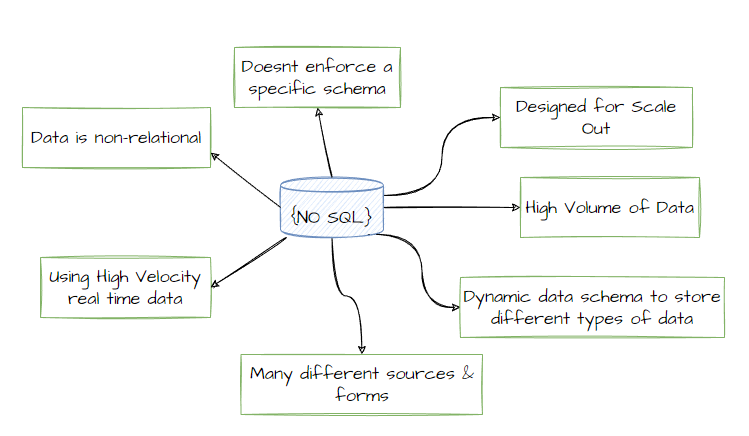 Doesnt enforce a
specific schema
Designed for Scale
Out
Data is non-relational
{NO SQL}
High Volume of Data
Using High Velocity
real time data
Dynamic data schema to store
different types of data
Many different sources &
forms